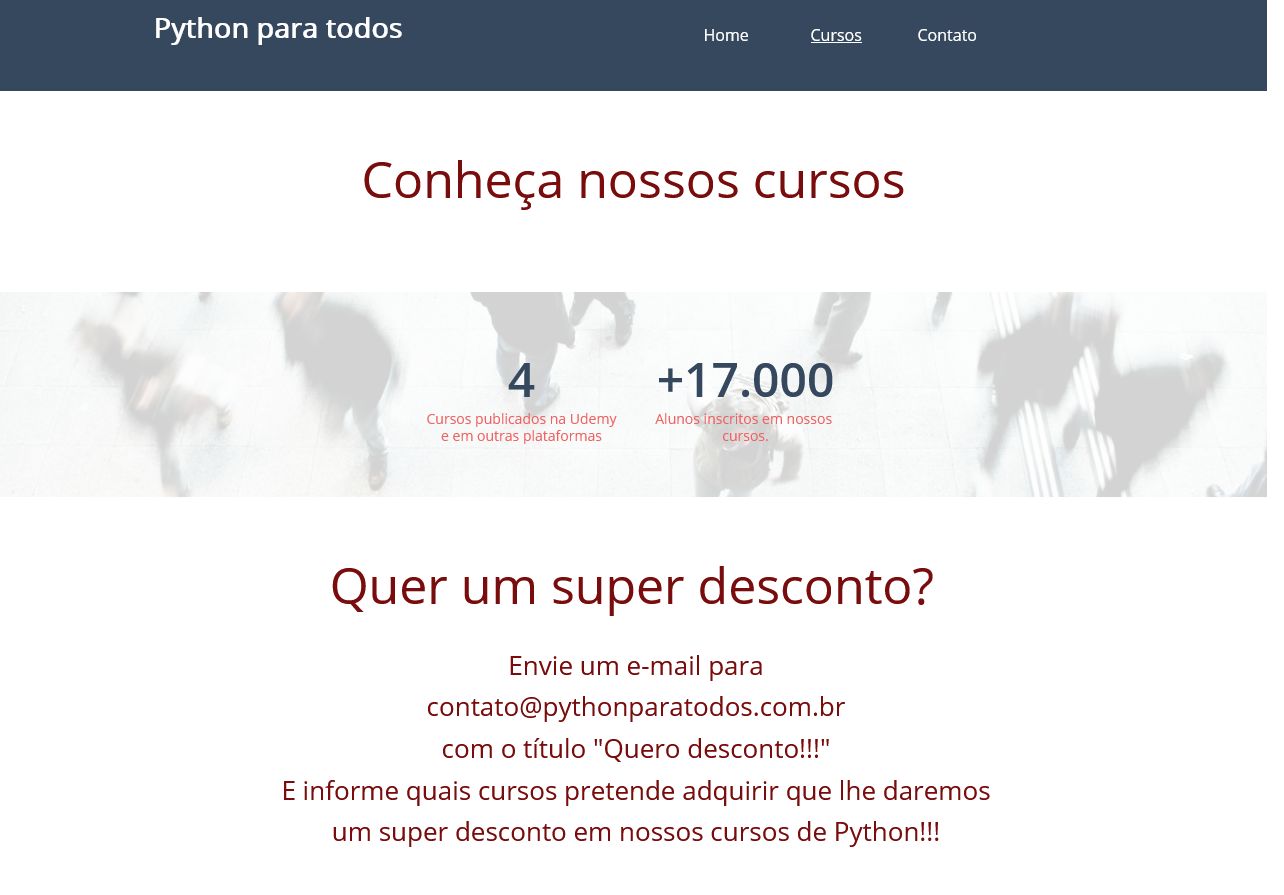 Python para todos
Home Cursos Contato
Conheça nossos cursos
4
Cursos publicados na Udemy
e em outras plataformas
+17.000
Alunos inscritos em nossos
cursos.
Quer um super desconto?
Envie um e-mail para
contato@pythonparatodos.com.br
com o título "Quero desconto!!!"
E informe quais cursos pretende adquirir que lhe daremos
um super desconto em nossos cursos de Python!!!